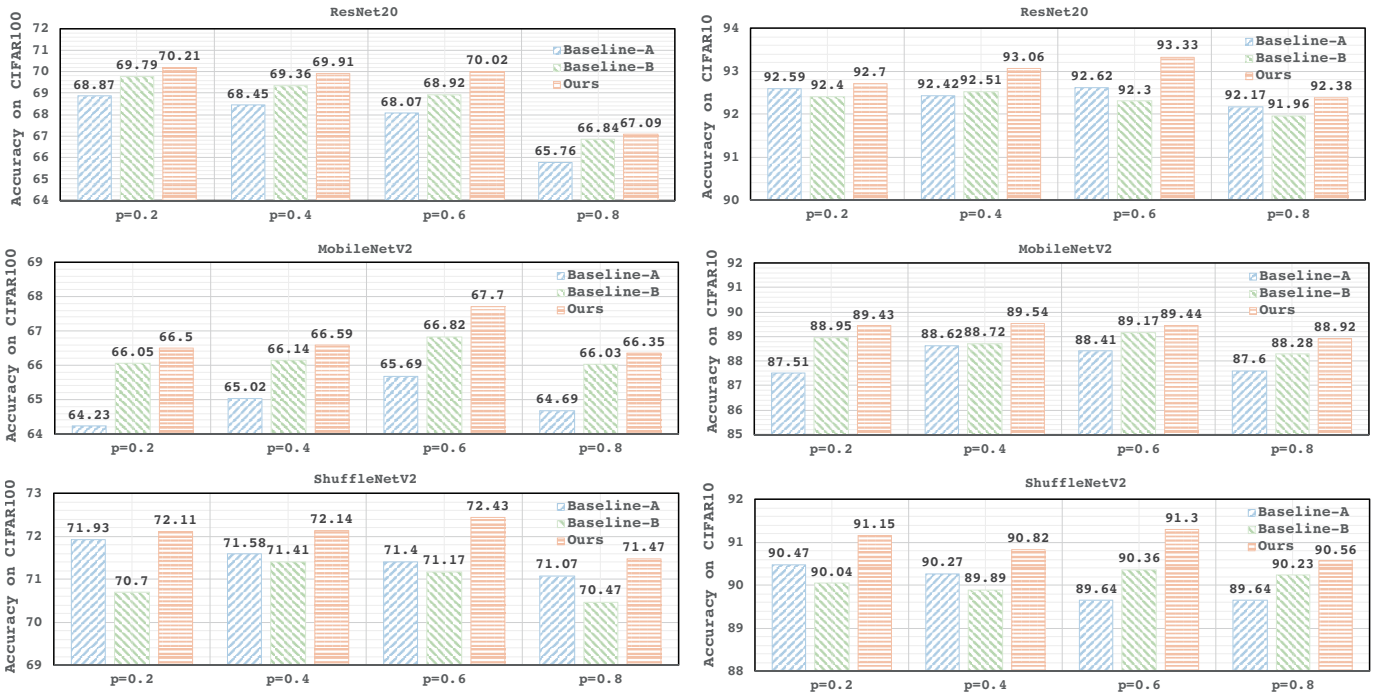 ResNet20
Accuracy on CIFAR100
72
71
70
69
68
67
66
65
64
68.87 69.79 70.21
68.45 69.36 69.91
68.07 68.92 70.02
65.76 66.84 67.09
Baseline-A
Baseline-B
Ours
p=0.2 p=0.4 p=0.6 p=0.8
ResNet20
Accuracy on CIFAR10
94
93
92
91
90
92.59 92.4 92.7
92.42 92.51 93.06
92.62 92.3 93.33
92.17 91.96 92.38
Baseline-A
Baseline-B
Ours
p=0.2 p=0.4 p=0.6 p=0.8
MobileNetV2
Accuracy on CIFAR100
69
68
67
66
65
64
64.23 66.05 66.5
65.02 66.14 66.59
65.69 66.82 67.7
64.69 66.03 66.35
Baseline-A
Baseline-B
Ours
p=0.2 p=0.4 p=0.6 p=0.8
MobileNetV2
Accuracy on CIFAR10
92
91
90
89
88
87
86
85
87.51 88.95 89.43
88.62 88.72 89.54
88.41 89.17 89.44
87.6 88.28 88.92
Baseline-A
Baseline-B
Ours
p=0.2 p=0.4 p=0.6 p=0.8
ShuffleNetV2
Accuracy on CIFAR100
73
72
71
70
69
71.93 70.7 72.11
71.58 71.41 72.14
71.4 71.17 72.43
71.07 70.47 71.47
Baseline-A
Baseline-B
Ours
p=0.2 p=0.4 p=0.6 p=0.8
ShuffleNetV2
Accuracy on CIFAR10
92
91
90
89
88
90.47 90.04 91.15
90.27 89.89 90.82
89.64 90.36 91.3
89.64 90.23 90.56
Baseline-A
Baseline-B
Ours
p=0.2 p=0.4 p=0.6 p=0.8